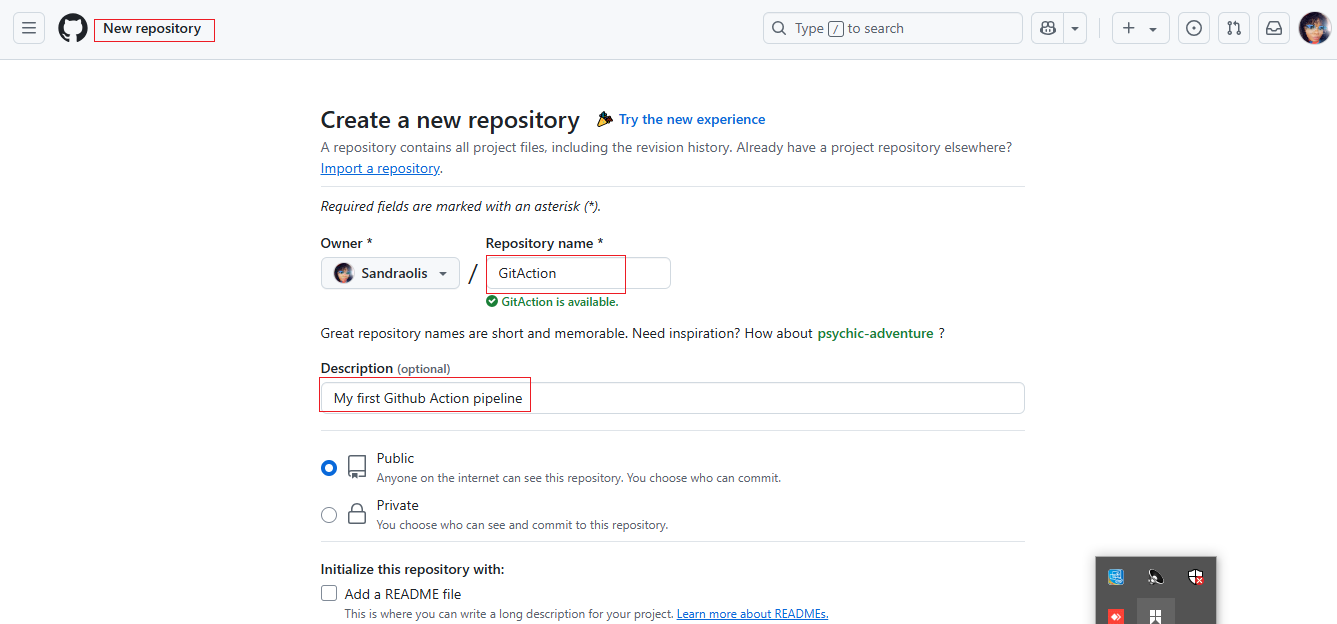 New repository
Type / to search
Create a new repository
Try the new experience
A repository contains all project files, including the revision history. Already have a project repository elsewhere?
Import a repository.
Required fields are marked with an asterisk (*).
Owner *
Repository name *
Sandraolis
/
GitAction
GitAction is available.
Great repository names are short and memorable. Need inspiration? How about psychic-adventure ?
Description (optional)
My first Github Action pipeline
Public
Anyone on the internet can see this repository. You choose who can commit.
Private
You choose who can see and commit to this repository.
Initialize this repository with:
Add a README file
This is where you can write a long description for your project. Learn more about READMEs.